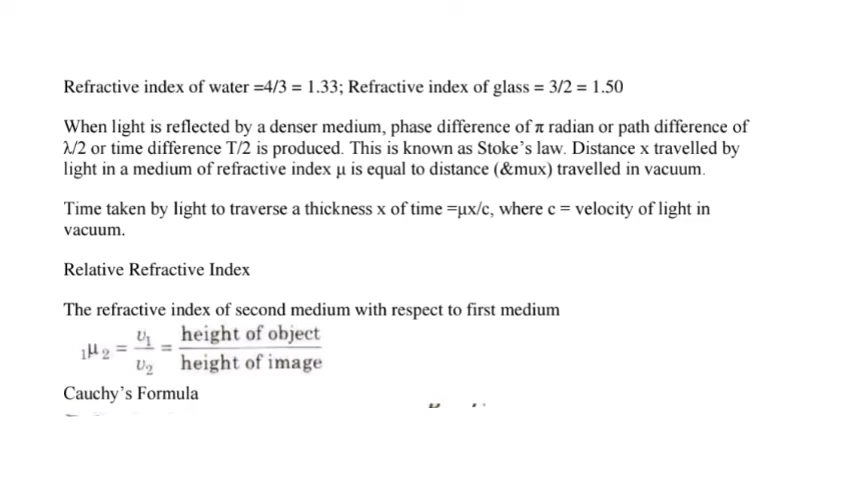 Refractive index of water =4/3 = 1.33; Refractive index of glass = 3/2 = 1.50
When light is reflected by a denser medium, phase difference of π radian or path difference of
λ/2 or time difference T/2 is produced. This is known as Stoke's law. Distance x travelled by
light in a medium of refractive index μ is equal to distance (&mux) travelled in vacuum.
Time taken by light to traverse a thickness x of time =μx/c, where c = velocity of light in
vacuum.
Relative Refractive Index
The refractive index of second medium with respect to first medium
₁μ₂ = υ₁/υ₂ = height of object/height of image
Cauchy's Formula